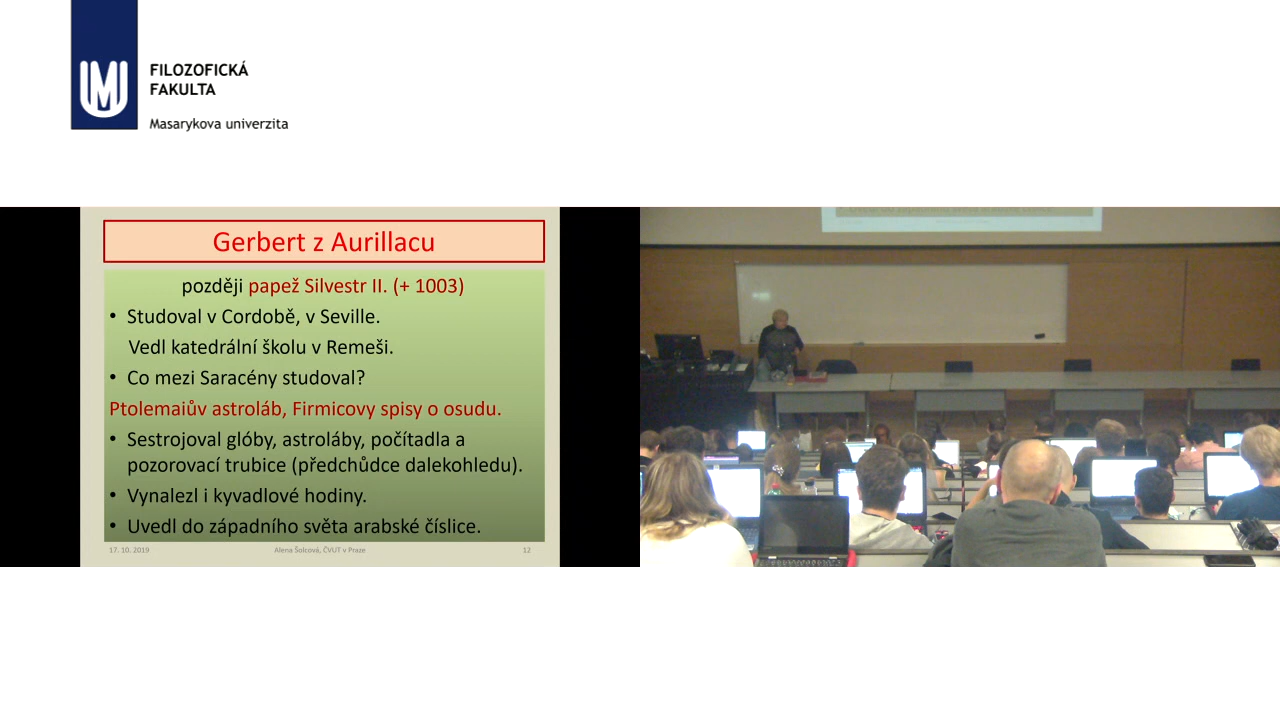 FILOZOFICKÁ
FAKULTA
Masarykova univerzita
Gerbert z Aurillacu
později papež Silvestr II. (+ 1003)
• Studoval v Cordobě, v Seville.
Vedl katedrální školu v Remeši.
• Co mezi Saracény studoval?
Ptolemaiův astroláb, Firmicovy spisy o osudu.
• Sestrojoval glóby, astroláby, počítadla a
pozorovací trubice (předchůdce dalekohledu).
• Vynalezl i kyvadlové hodiny.
• Uvedl do západního světa arabské číslice.
17. 10. 2019
Alena Šolcová, ČVUT v Praze
12